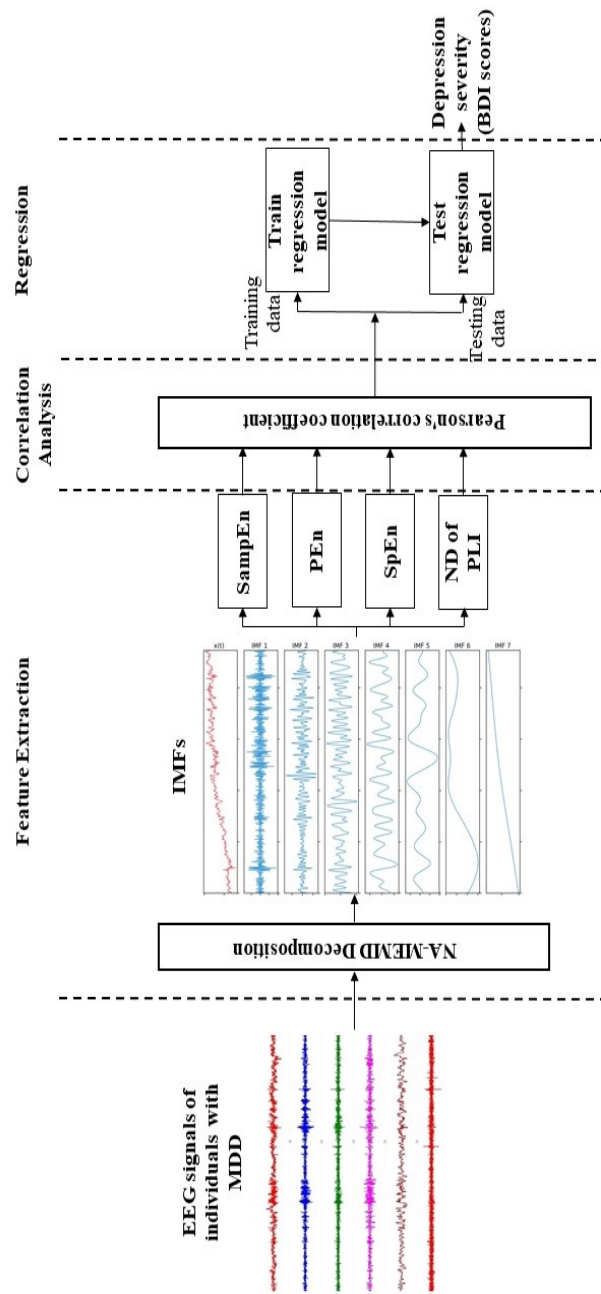 EEG signals of
individuals with
MDD
Feature Extraction
NA-MEMD Decomposition
IMFs
x(t)
IMF 1
IMF 2
IMF 3
IMF 4
IMF 5
IMF 6
IMF 7
SampEn
PEn
SpEn
ND of
PLI
Correlation
Analysis
Pearson's correlation coefficient
Regression
Training
data
Train
regression
model
Testing
data
Test
regression
model
Depression
severity
(BDI scores)